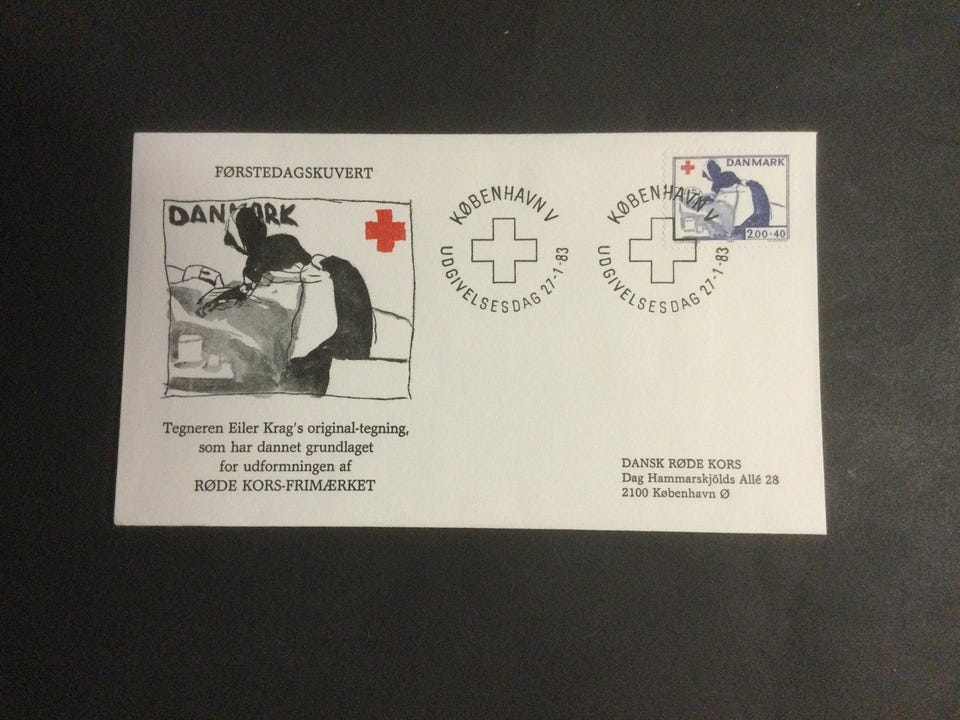 FØRSTEDAGSKUVERT
DANMARK
Tegneren Eiler Krag's original-tegning,
som har dannet grundlaget
for udformningen af
RØDE KORS-FRIMÆRKET
KØBENHAVN V
UDGIVELSESDAG 27-1-83
KØBENHAVN V
UDGIVELSESDAG 27-1-83
DANMARK
2.00+40
DANSK RØDE KORS
Dag Hammarskjölds Allé 28
2100 København Ø